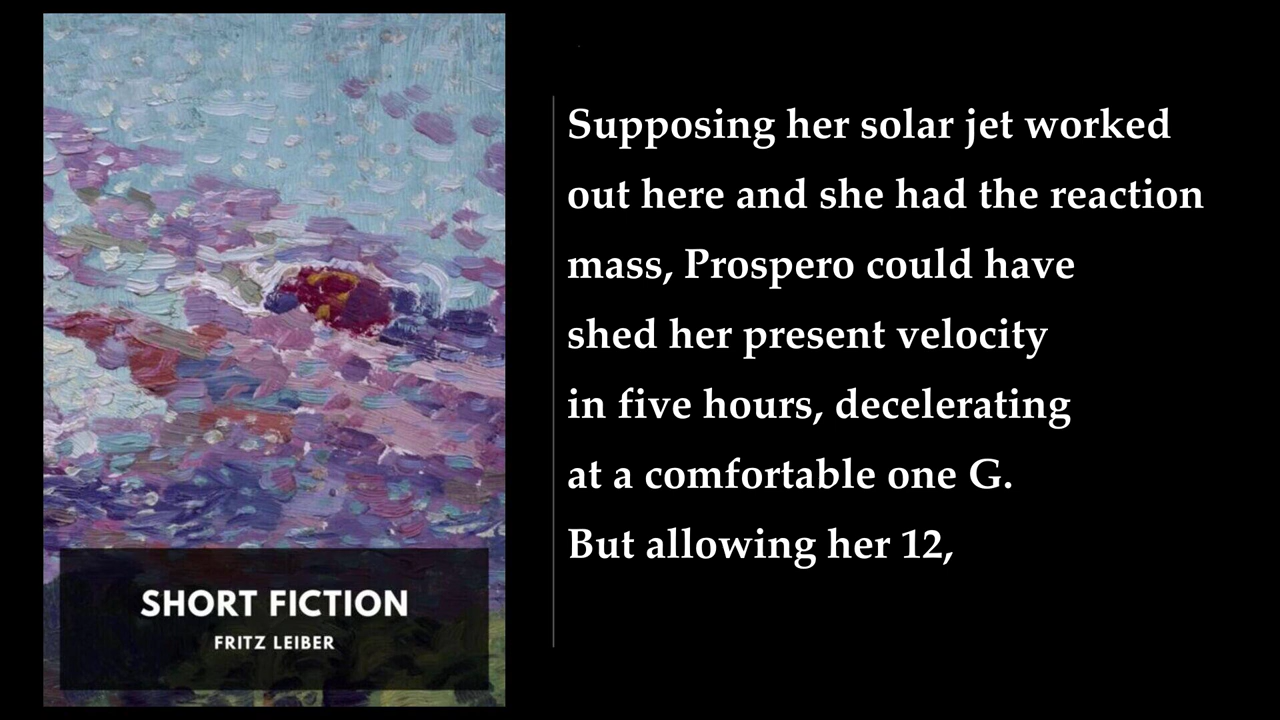 SHORT FICTION
FRITZ LEIBER
Supposing her solar jet worked
out here and she had the reaction
mass, Prospero could have
shed her present velocity
in five hours, decelerating
at a comfortable one G.
But allowing her 12,